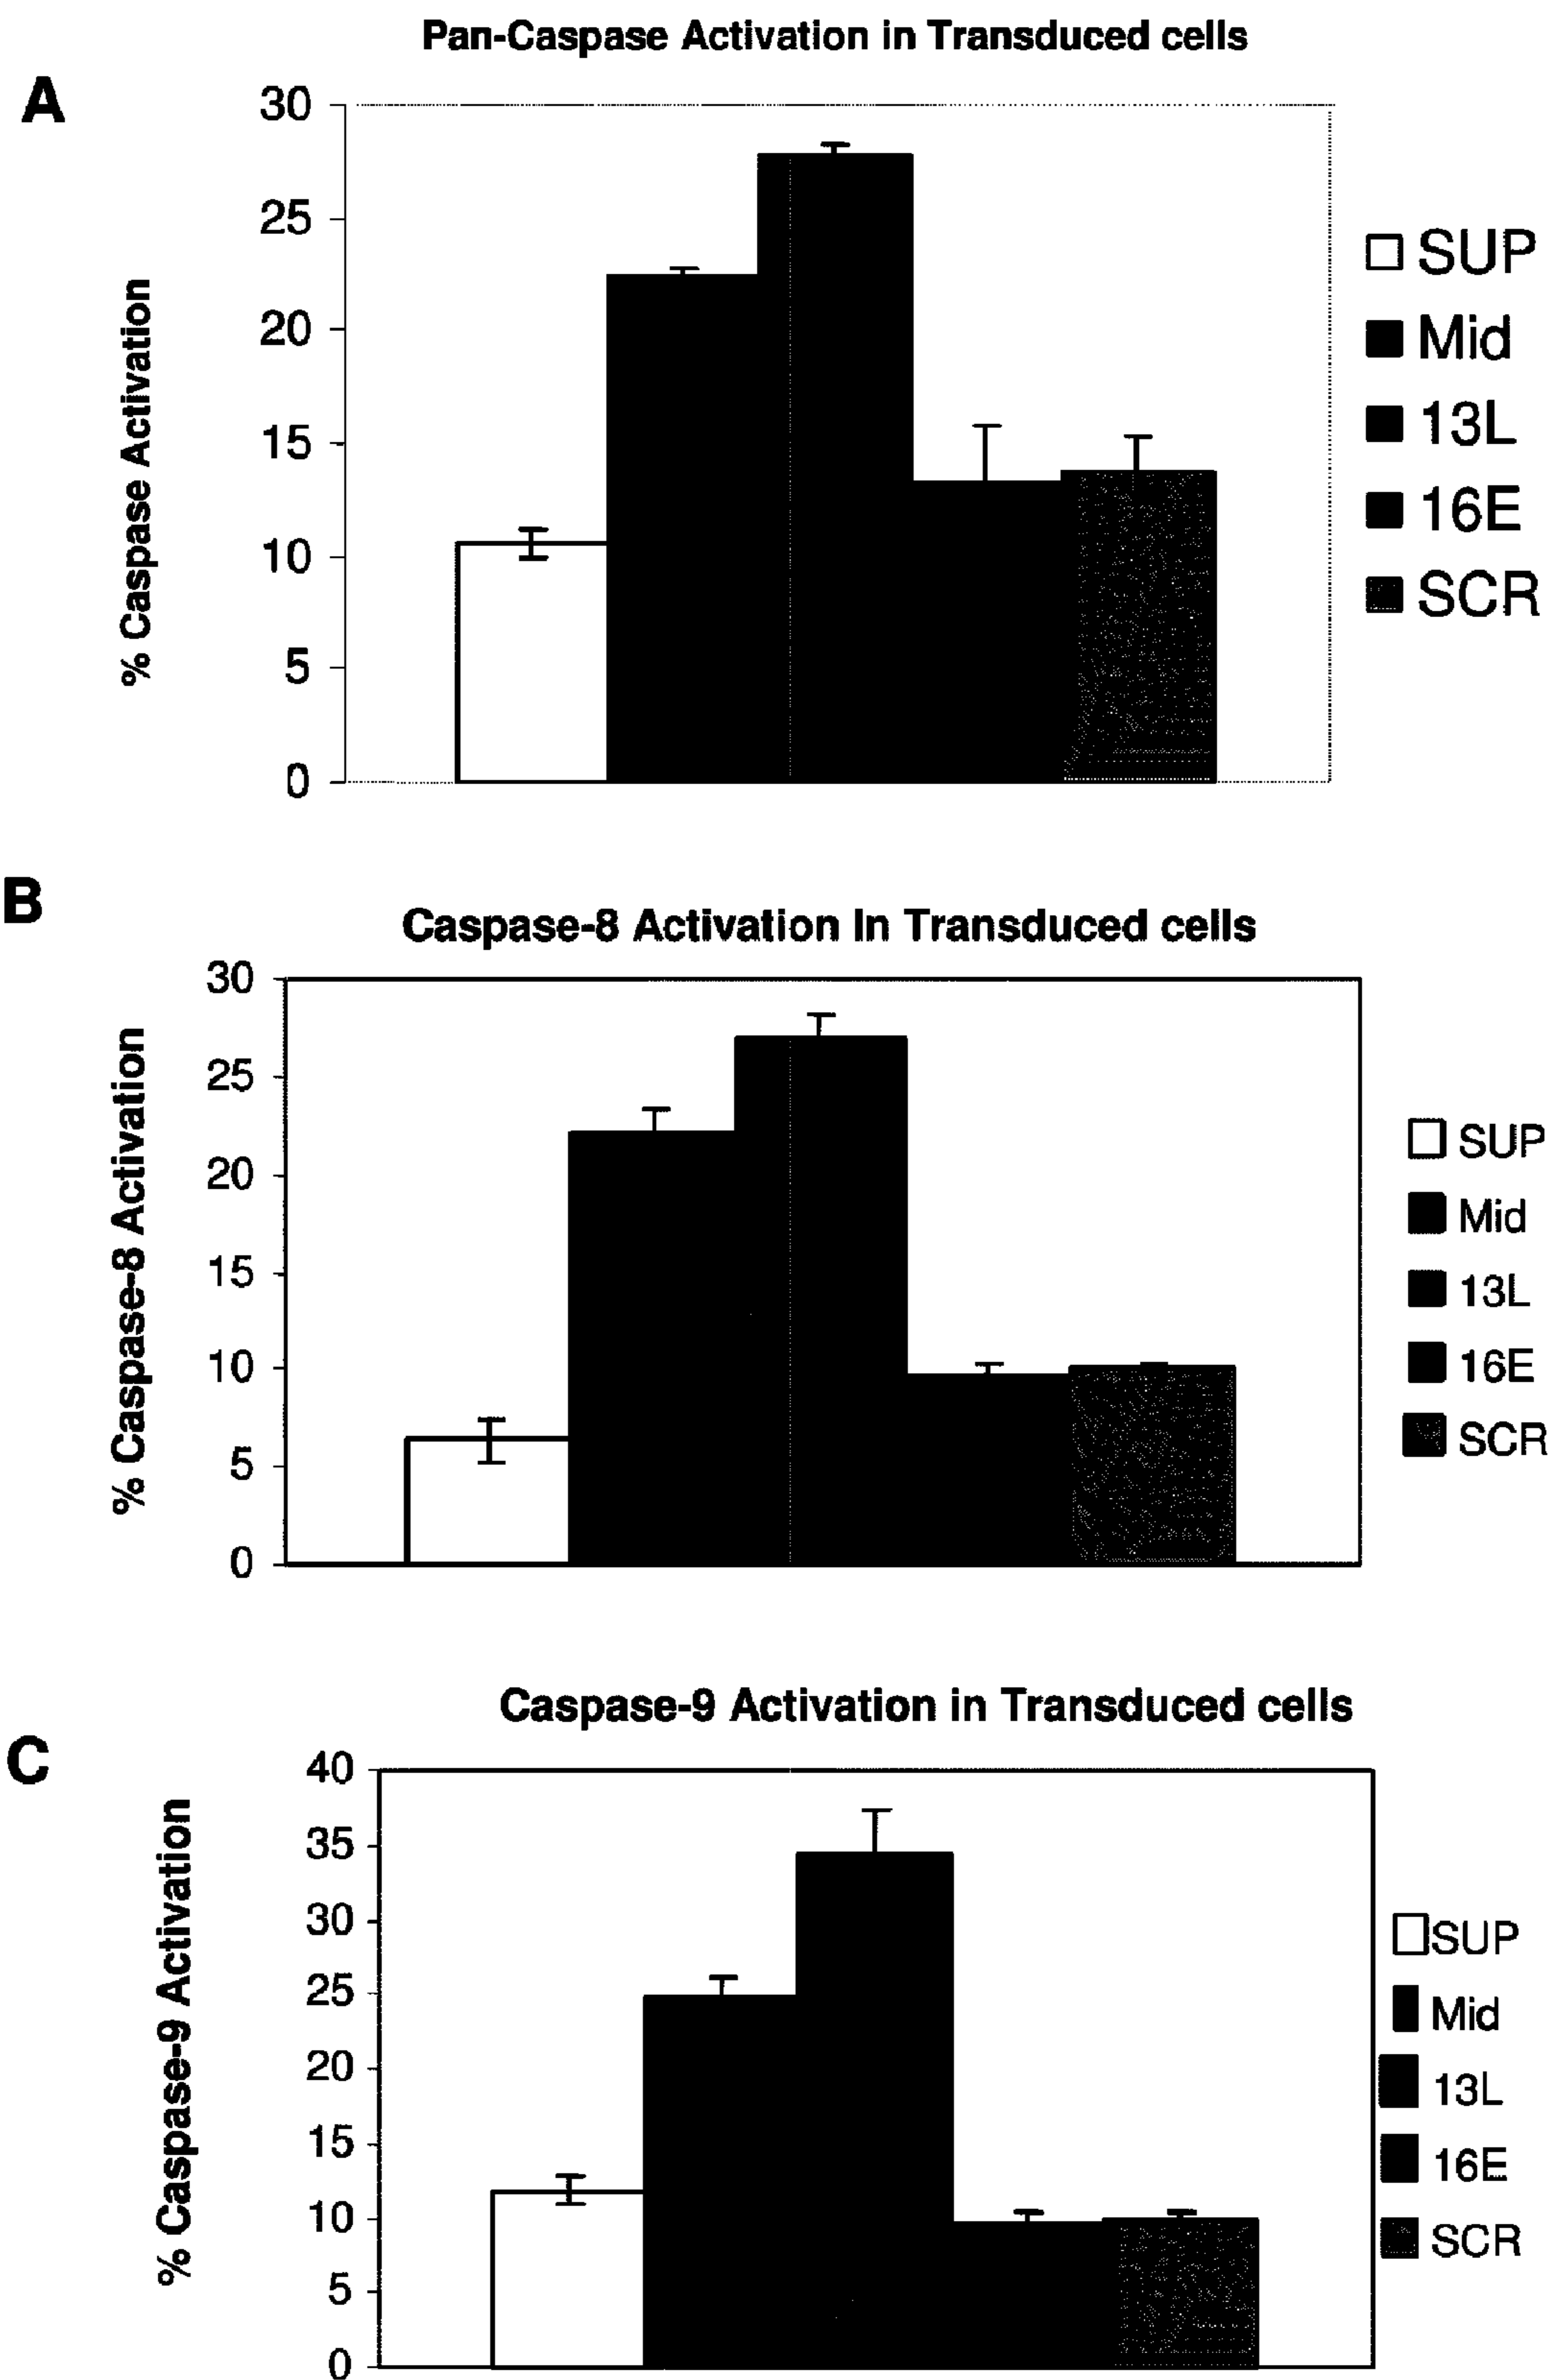 Pan-Caspase Activation in Transduced cells
A
% Caspase Activation
30
25
20
15
10
5
0
SUP
Mid
13L
16E
SCR
B
Caspase-8 Activation In Transduced cells
% Caspase-8 Activation
30
25
20
15
10
5
0
SUP
Mid
13L
16E
SCR
Caspase-9 Activation in Transduced cells
C
% Caspase-9 Activation
40
35
30
25
20
15
10
5
0
SUP
Mid
13L
16E
SCR